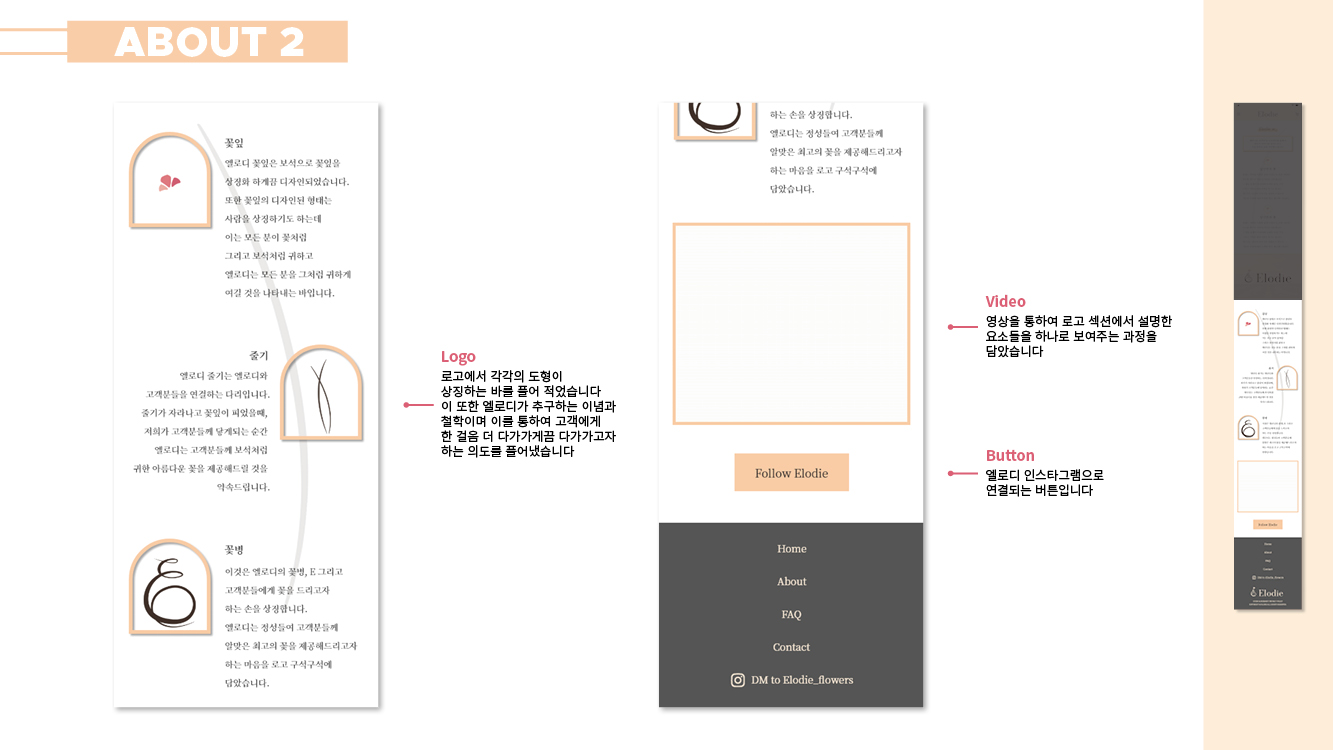 ABOUT 2
꽃잎
엘로디 꽃잎은 보석으로 꽃잎을
상징화 하게끔 디자인되었습니다.
또한 꽃잎의 디자인된 형태는
사람을 상징하기도 하는데
이는 모든 분이 꽃처럼
그리고 보석처럼 귀하고
엘로디는 모든 분을 그처럼 귀하게
여길 것을 나타내는 바입니다.
줄기
엘로디 줄기는 엘로디와
고객분들을 연결하는 다리입니다.
줄기가 자라나고 꽃잎이 피었을때,
저희가 고객분들께 닿게되는 순간
엘로디는 고객분들께 보석처럼
귀한 아름다운 꽃을 제공해드릴 것을
약속드립니다.
꽃병
이것은 엘로디의 꽃병, E 그리고
고객분들에게 꽃을 드리고자
하는 손을 상징합니다.
엘로디는 정성들여 고객분들께
알맞은 최고의 꽃을 제공해드리고자
하는 마음을 로고 구석구석에
담았습니다.
Logo
로고에서 각각의 도형이
상징하는 바를 풀어 적었습니다
이 또한 엘로디가 추구하는 이념과
철학이며 이를 통하여 고객에게
한 걸음 더 다가가게끔 다가가고자
하는 의도를 풀어냈습니다
하는 손을 상징합니다.
엘로디는 정성들여 고객분들께
알맞은 최고의 꽃을 제공해드리고자
하는 마음을 로고 구석구석에
담았습니다.
Follow Elodie
Home
About
FAQ
Contact
DM to Elodie_flowers
Video
영상을 통하여 로고 섹션에서 설명한
요소들을 하나로 보여주는 과정을
담았습니다
Button
엘로디 인스타그램으로
연결되는 버튼입니다
Elodie
Follow Elodie
Home
About
FAQ
Contact
Elodie